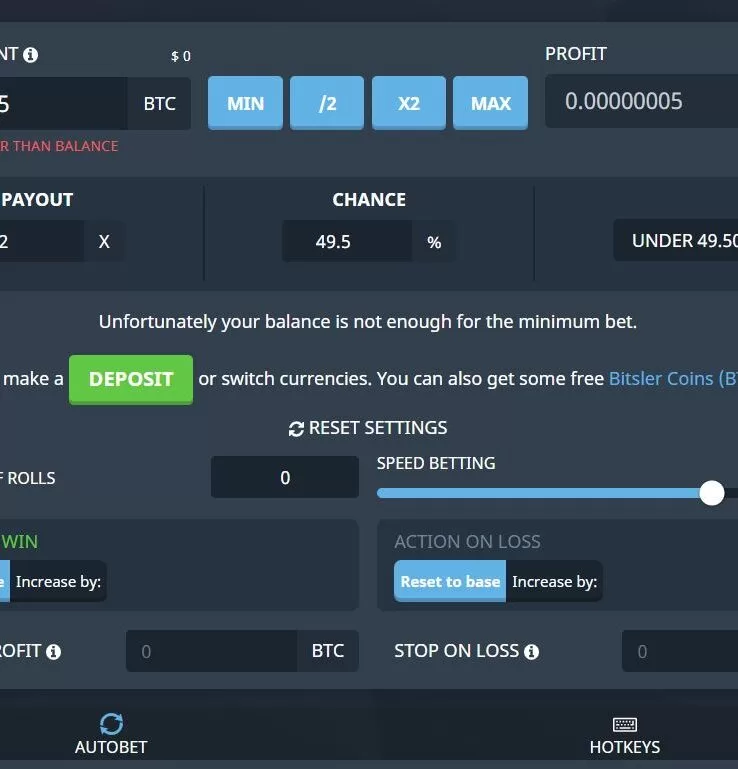 NT
$ 0
PROFIT
5 BTC MIN /2 X2 MAX 0.00000005
R THAN BALANCE
PAYOUT CHANCE
2 X 49.5 % UNDER 49.50
Unfortunately your balance is not enough for the minimum bet.
make a DEPOSIT or switch currencies. You can also get some free Bitsler Coins (B
RESET SETTINGS
SPEED BETTING
F ROLLS 0
WIN ACTION ON LOSS
e Increase by: Reset to base Increase by:
ROFIT 0 BTC STOP ON LOSS 0
AUTOBET HOTKEYS